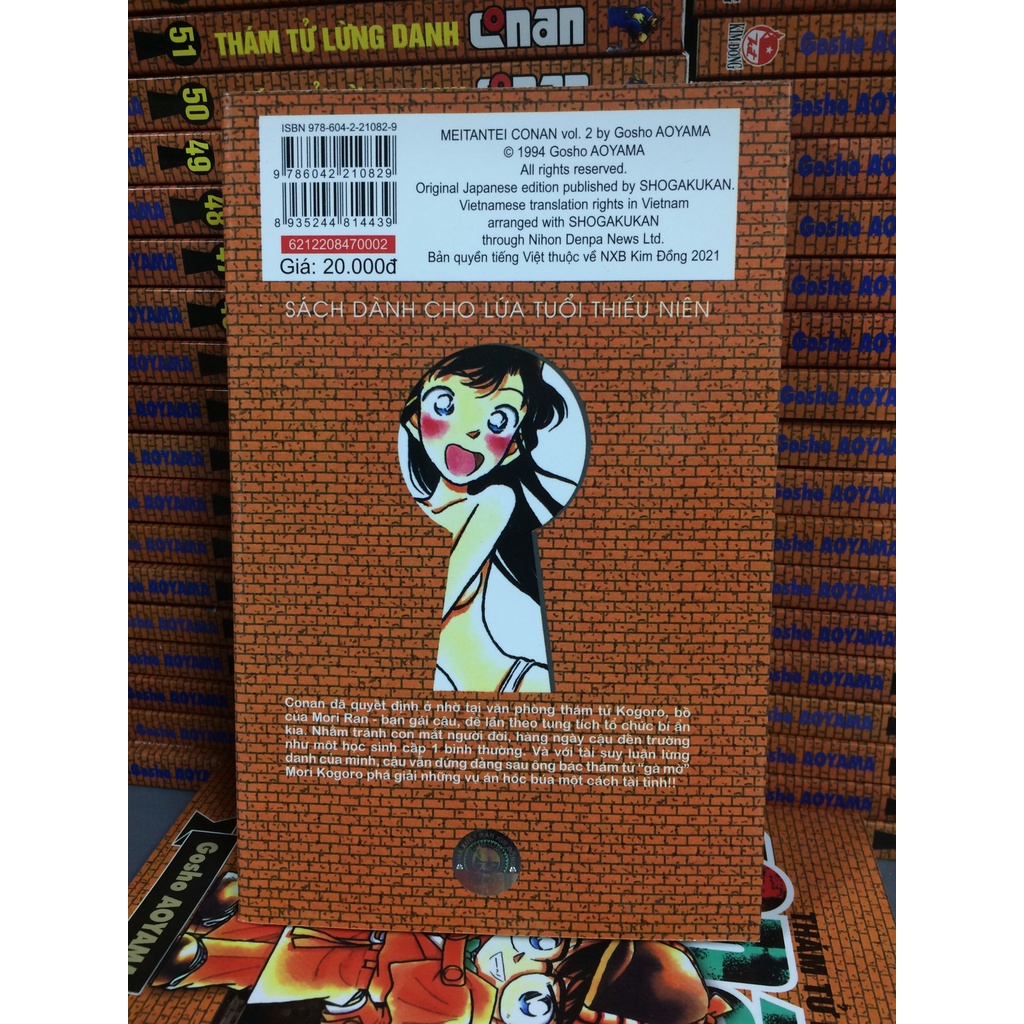 51 THÁM TỬ LỪNG DANH Conan
50
49
48
KIM ĐỒNG
Gosho AOYAMA
ISBN 978-604-2-21082-9
9 786042 210829
8 935244 814439
6212208470002
Giá: 20.000đ
MEITANTEI CONAN vol. 2 by Gosho AOYAMA
© 1994 Gosho AOYAMA
All rights reserved.
Original Japanese edition published by SHOGAKUKAN.
Vietnamese translation rights in Vietnam
arranged with SHOGAKUKAN
through Nihon Denpa News Ltd.
Bản quyền tiếng Việt thuộc về NXB Kim Đồng 2021
SÁCH DÀNH CHO LỨA TUỔI THIẾU NIÊN
Conan đã quyết định ở nhờ tại văn phòng thám tử Kogoro, bố
của Mori Ran - bạn gái cậu, để lần theo tung tích tổ chức bí ẩn
kia. Nhằm tránh con mắt người đời, hàng ngày cậu đến trường
như một học sinh cấp 1 bình thường. Và với tài suy luận lừng
danh của mình, cậu vẫn đứng đằng sau ông bác thám tử "gà mờ"
Mori Kogoro phá giải những vụ án hóc búa một cách tài tình!!
Gosho AOYAMA
THÁM TỬ